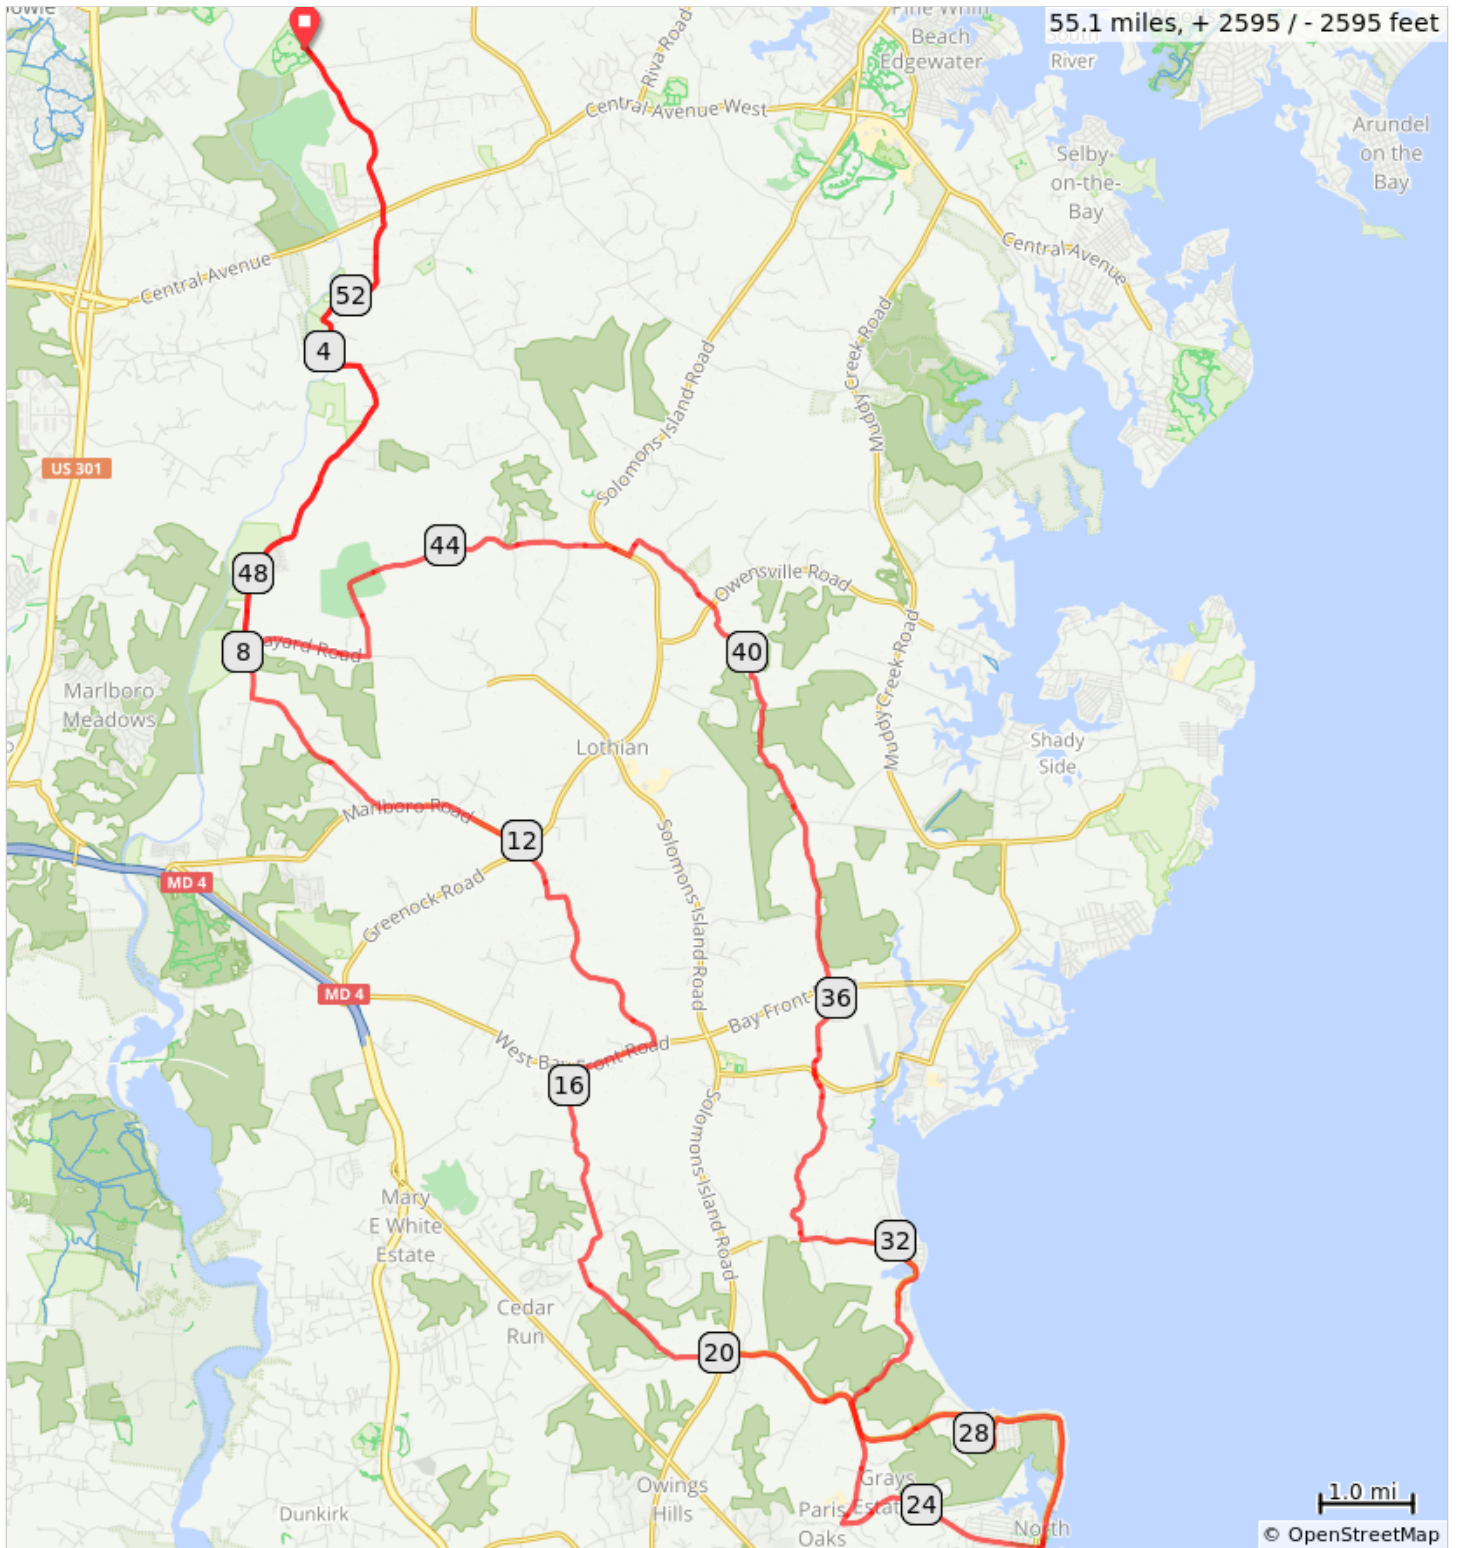 55.1 miles, + 2595 / - 2595 feet
Beach
Edgewater
River
Riva Road
Central Avenue West
Arundel
on the
Bay
Selby-
on-the-
Bay
Central Avenue
Central Avenue
52
4
Muddy Creek Road
Solomons Island Road
US 301
44
48
Owensville Road
8
ayard Road
40
Muddy Creek Road
Marlboro
Meadows
Lothian
Shady
Side
Marlboro Road
12
Solomons Island Road
MD 4
Greenock Road
MD 4
36
Bay Front
West Bay Front Road
16
Solomons Island Road
Mary
E White
Estate
32
Cedar
Run
20
28
Grays
Estat
24
Owings
Hills
Paris
Oaks
Dunkirk
North
1.0 mi
© OpenStreetMap